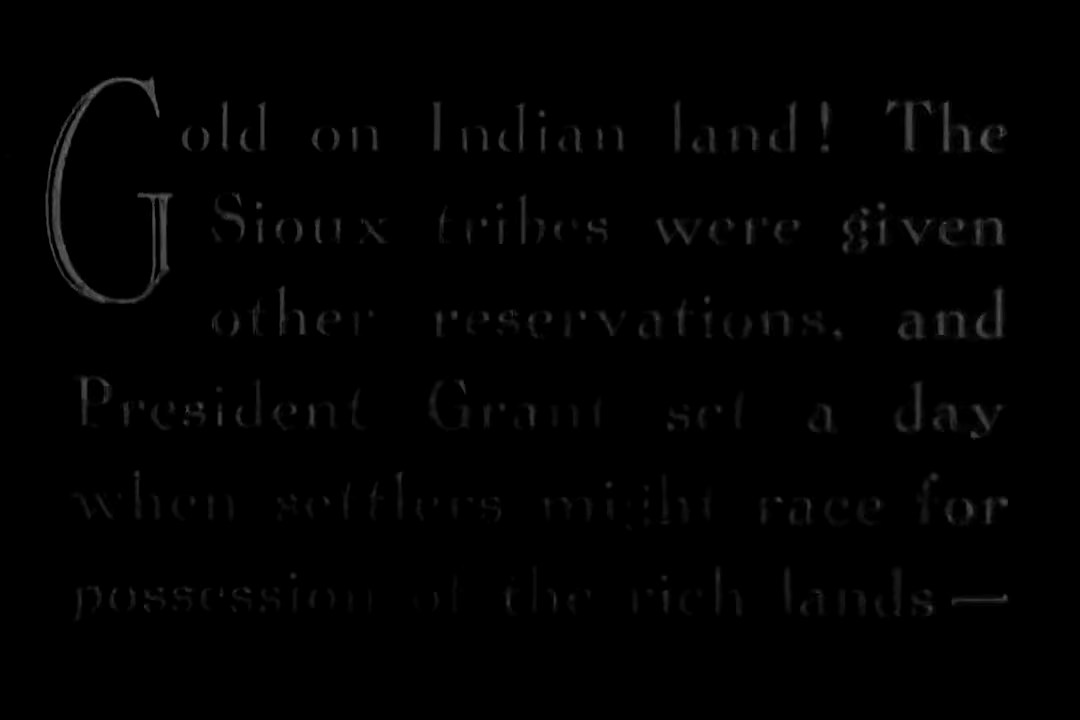 Gold on Indian land! The
Sioux tribes were given
other reservations, and
President Grant set a day
when settlers might race for
possession of the rich lands—